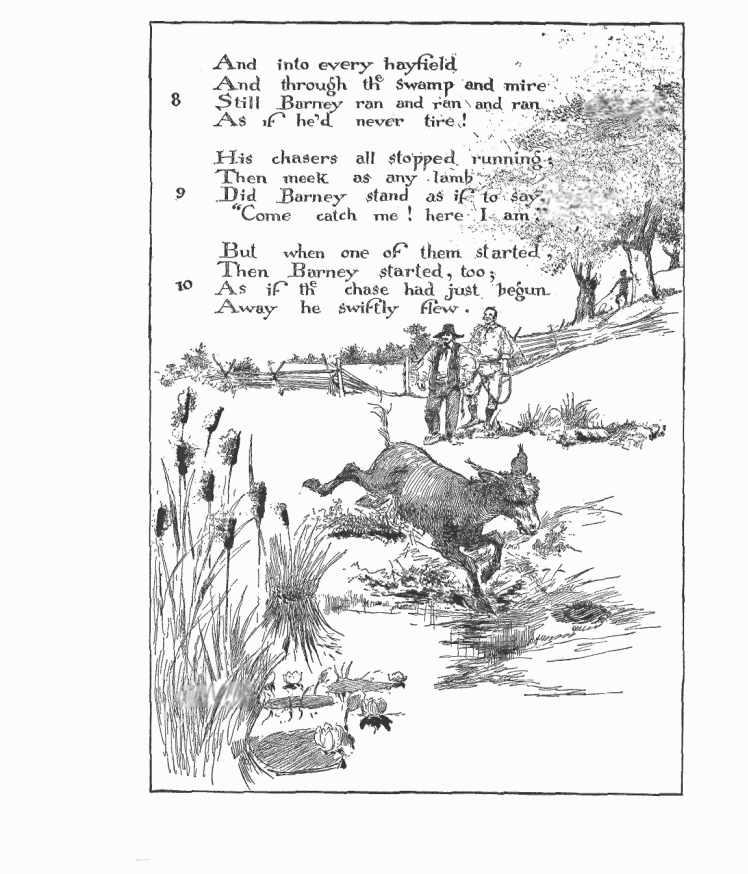 And into every hayfield
And through the swamp and mire
8 Still Barney ran and ran and ran
As if he'd never tire!
His chasers all stopped running;
Then meek as any lamb
9 Did Barney stand as if to say,
"Come catch me! here I am;
But when one of them started,
Then Barney started, too;
10 As if the chase had just begun
Away he swiftly flew.